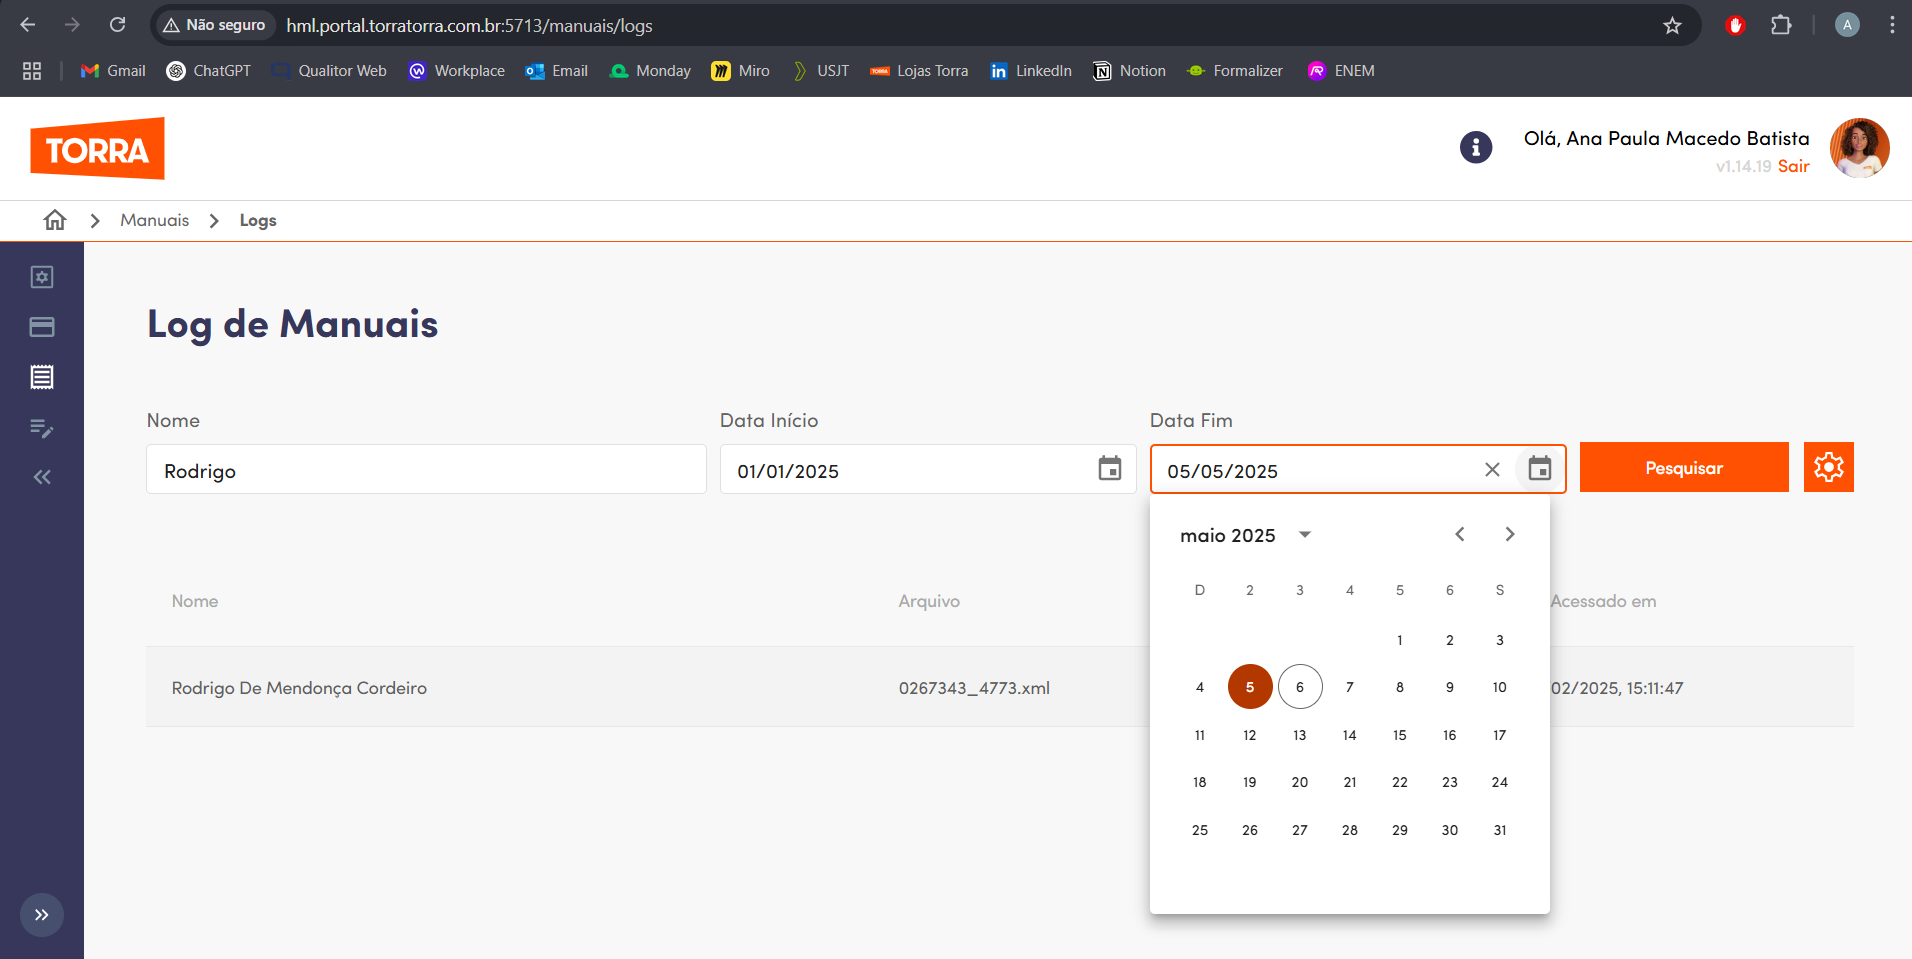 Não seguro hml.portal.torratorra.com.br:5713/manuais/logs A
Gmail ChatGPT Qualitor Web Workplace Email Monday Miro USJT Lojas Torra LinkedIn Notion Formalizer ENEM
TORRA
Olá, Ana Paula Macedo Batista
v1.14.19 Sair
Manuais Logs
Log de Manuais
Nome Data Início Data Fim
Rodrigo 01/01/2025 05/05/2025 Pesquisar
maio 2025
D 2 3 4 5 6 S
Nome Arquivo Acessado em
1 2 3
Rodrigo De Mendonça Cordeiro 0267343_4773.xml 02/2025, 15:11:47
4 5 6 7 8 9 10
11 12 13 14 15 16 17
18 19 20 21 22 23 24
25 26 27 28 29 30 31